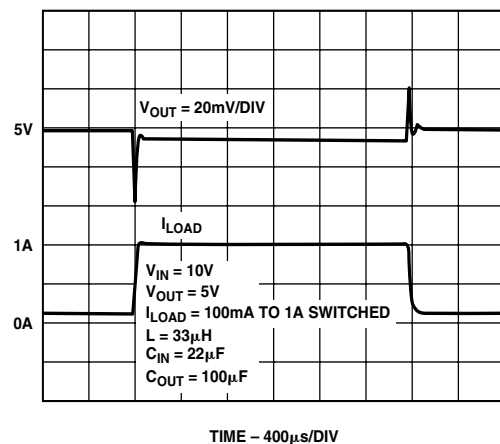 V_OUT = 20mV/DIV
5V
I_LOAD
1A
V_IN = 10V
V_OUT = 5V
I_LOAD = 100mA TO 1A SWITCHED
0A
L = 33μH
C_IN = 22μF
C_OUT = 100μF
TIME – 400μs/DIV